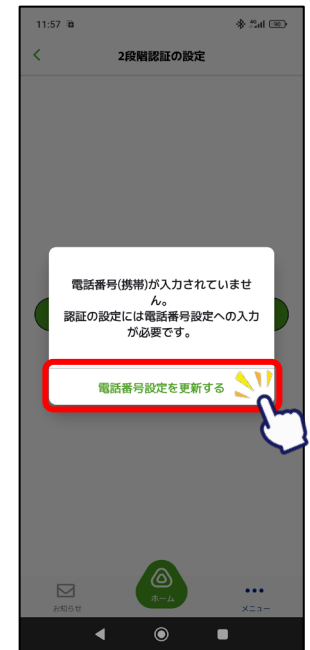 11:57
2段階認証の設定
電話番号(携帯)が入力されていませ
ん。
認証の設定には電話番号設定への入力
が必要です。
電話番号設定を更新する
お知らせ
ホーム
メニュー